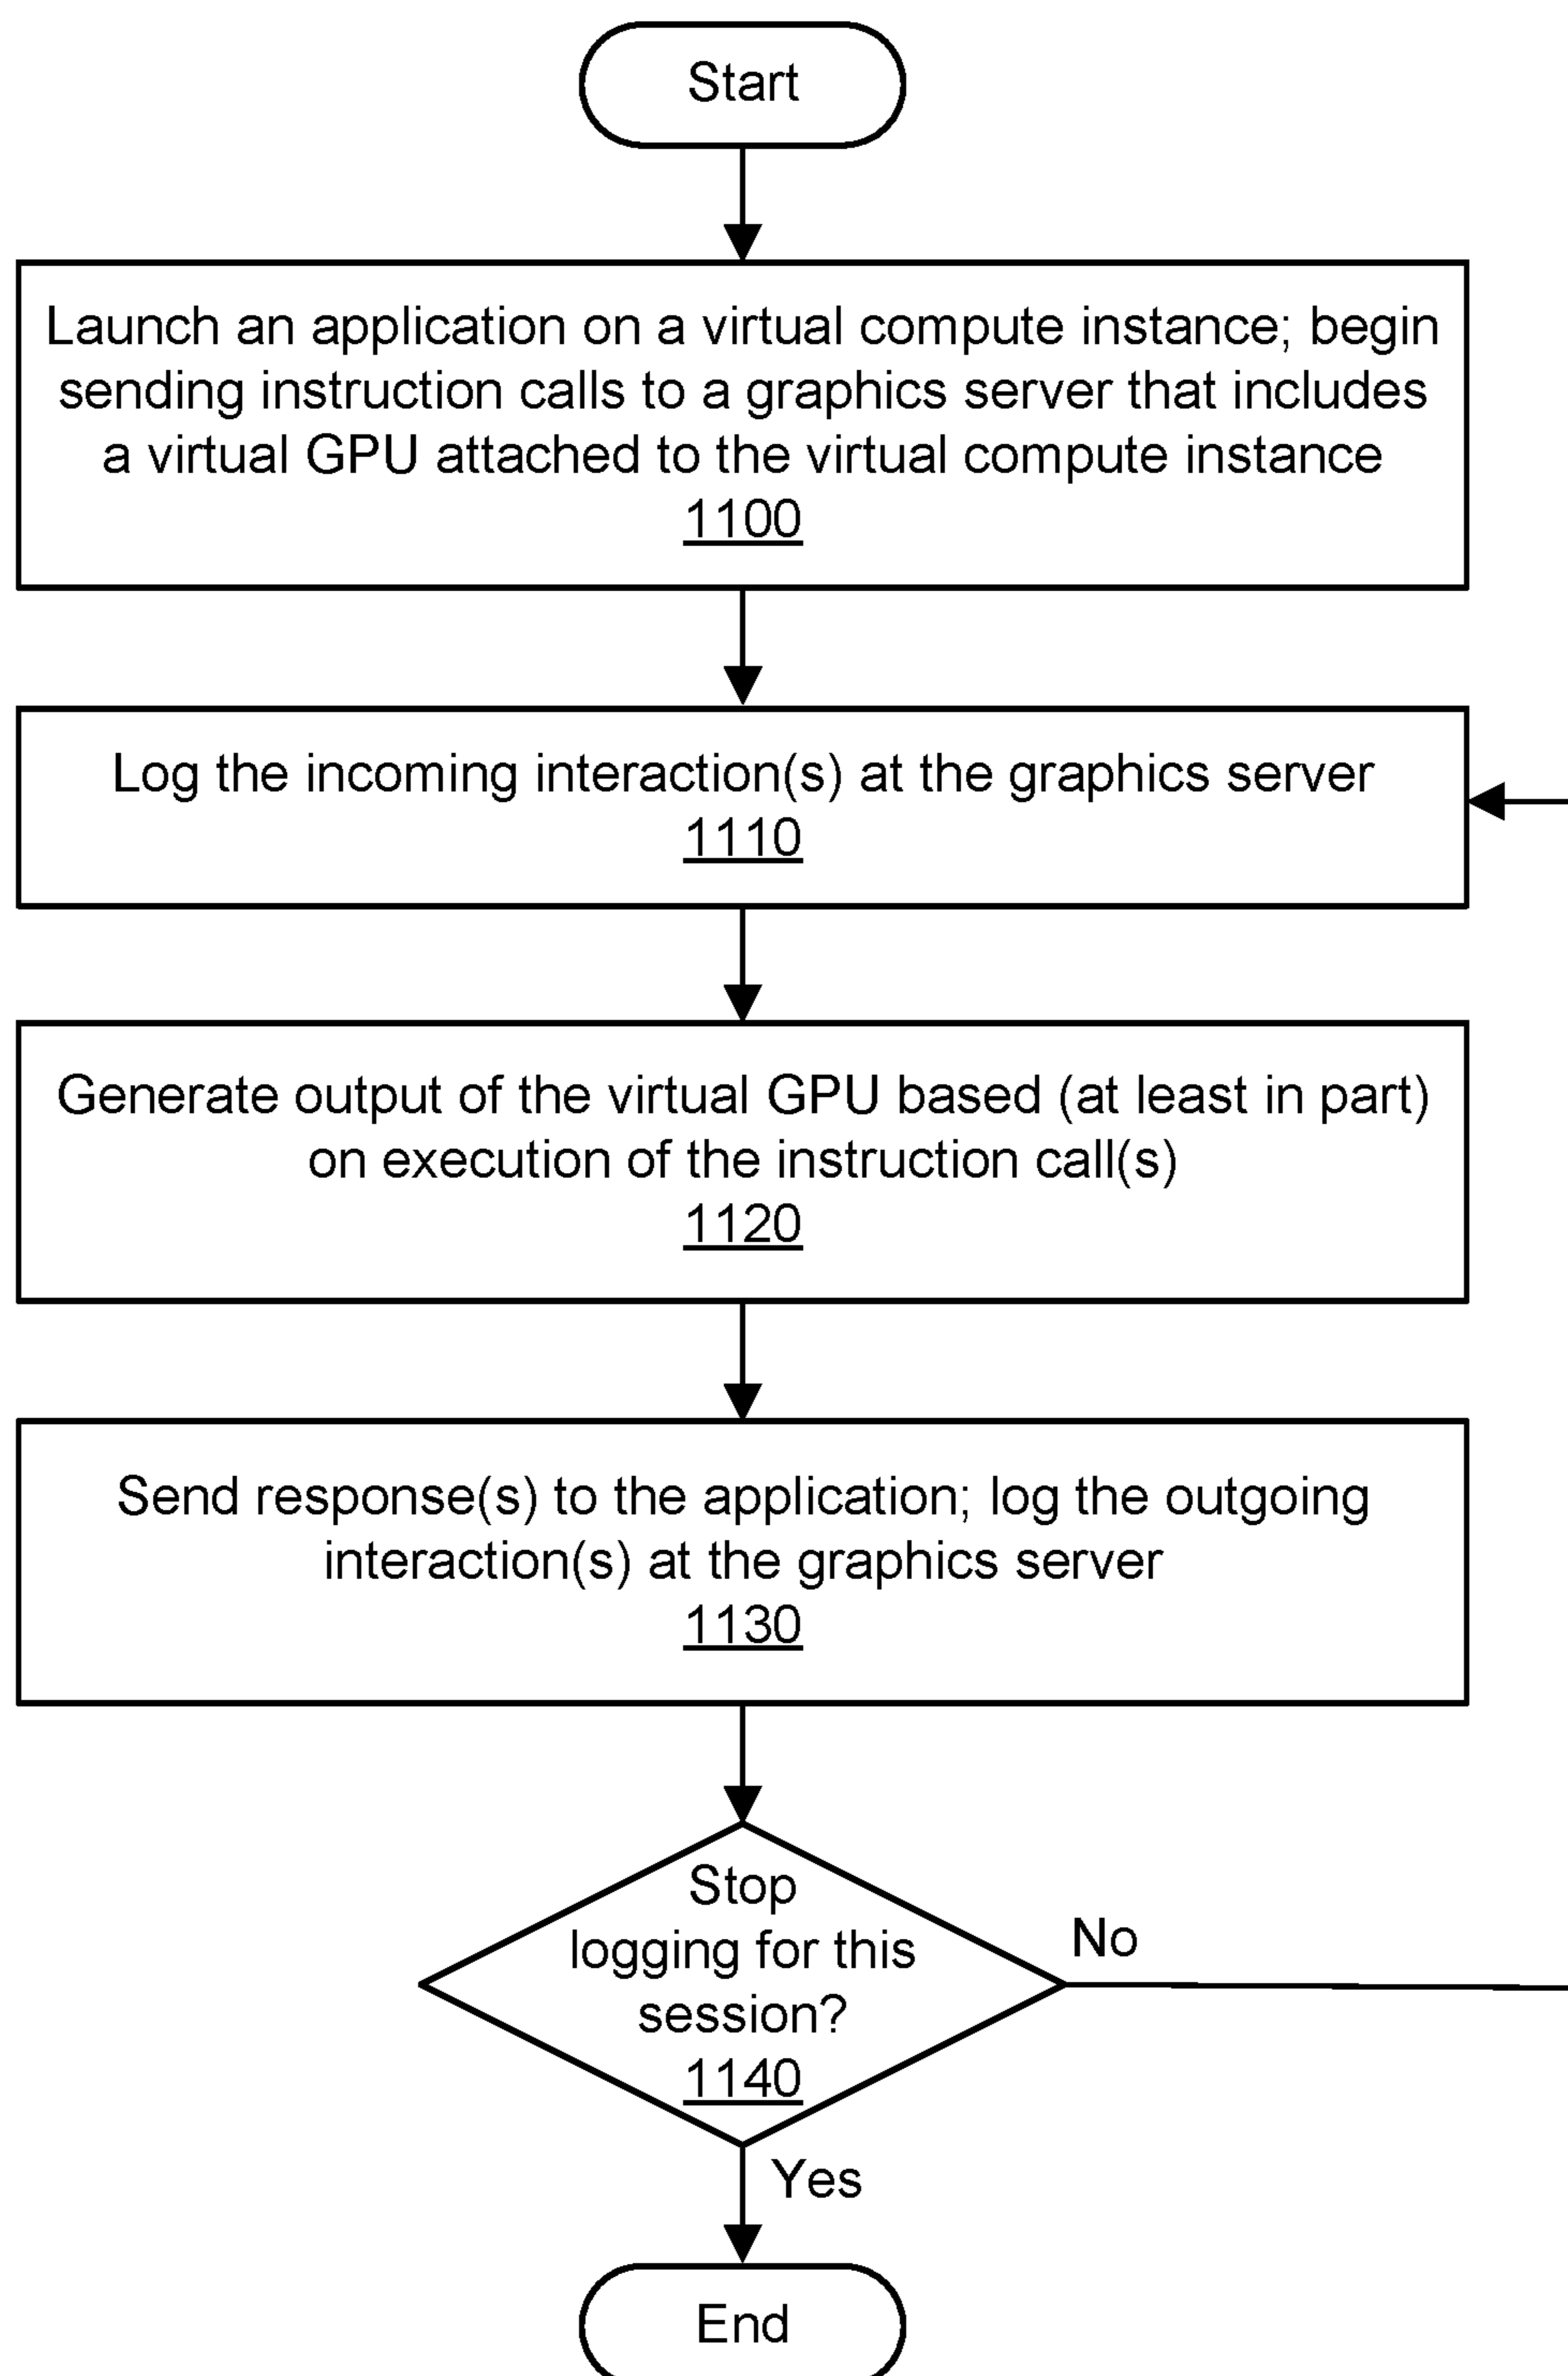 Start
Launch an application on a virtual compute instance; begin
sending instruction calls to a graphics server that includes
a virtual GPU attached to the virtual compute instance
1100
Log the incoming interaction(s) at the graphics server
1110
Generate output of the virtual GPU based (at least in part)
on execution of the instruction call(s)
1120
Send response(s) to the application; log the outgoing
interaction(s) at the graphics server
1130
Stop
logging for this
session?
1140
No
Yes
End